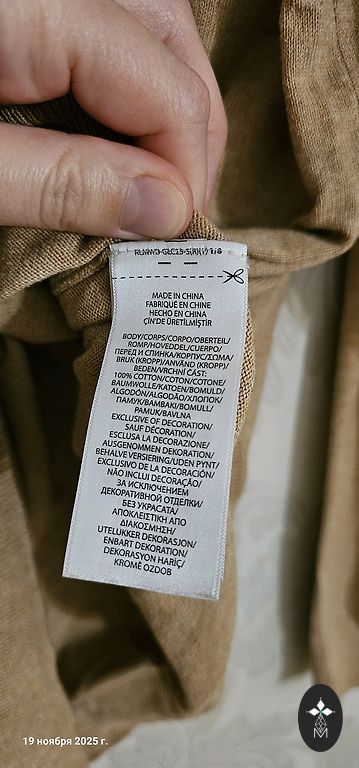 MADE IN CHINA
FABRIQUÉ EN CHINE
HECHO EN CHINA
ÇİN'DE ÜRETİLMİŞTİR
BODY/CORPS/CORPO/OBERTEIL/
ROMP/HOVEDDEL/CUERPO/
ПЕРЕД И СПИНКА/КОРПУС/ΣΩΜΑ/
BRUK (KROPP)/ANVÄND (KROPP)/
BEDEN/VRCHNÍ ČÁST:
100% COTTON/COTON/COTONE/
BAUMWOLLE/KATOEN/BOMULD/
ALGODÓN/ALGODÃO/ХЛОПОК/
ΠΑΜΥΚ/ΒΑΜΒΑΚΙ/BOMULL/
PAMUK/BAVLNA
EXCLUSIVE OF DECORATION/
SAUF DÉCORATION/
ESCLUSA LA DECORAZIONE/
AUSGENOMMEN DEKORATION/
BEHALVE VERSIERING/UDEN PYNT/
EXCLUSIVO DE LA DECORACIÓN/
NÃO INCLUI DECORAÇÃO/
ЗА ИСКЛЮЧЕНИЕМ
ДЕКОРАТИВНОЙ ОТДЕЛКИ/
БЕЗ УКРАСАТА/
ΑΠΟΚΛΕΙΣΤΙΚΗ ΑΠΟ
ΔΙΑΚΟΣΜΗΣΗ/
UTELUKKER DEKORASJON/
ENBART DEKORATION/
DEKORASYON HARİÇ/
KROMĚ OZDOB
19 ноября 2025 г.
M